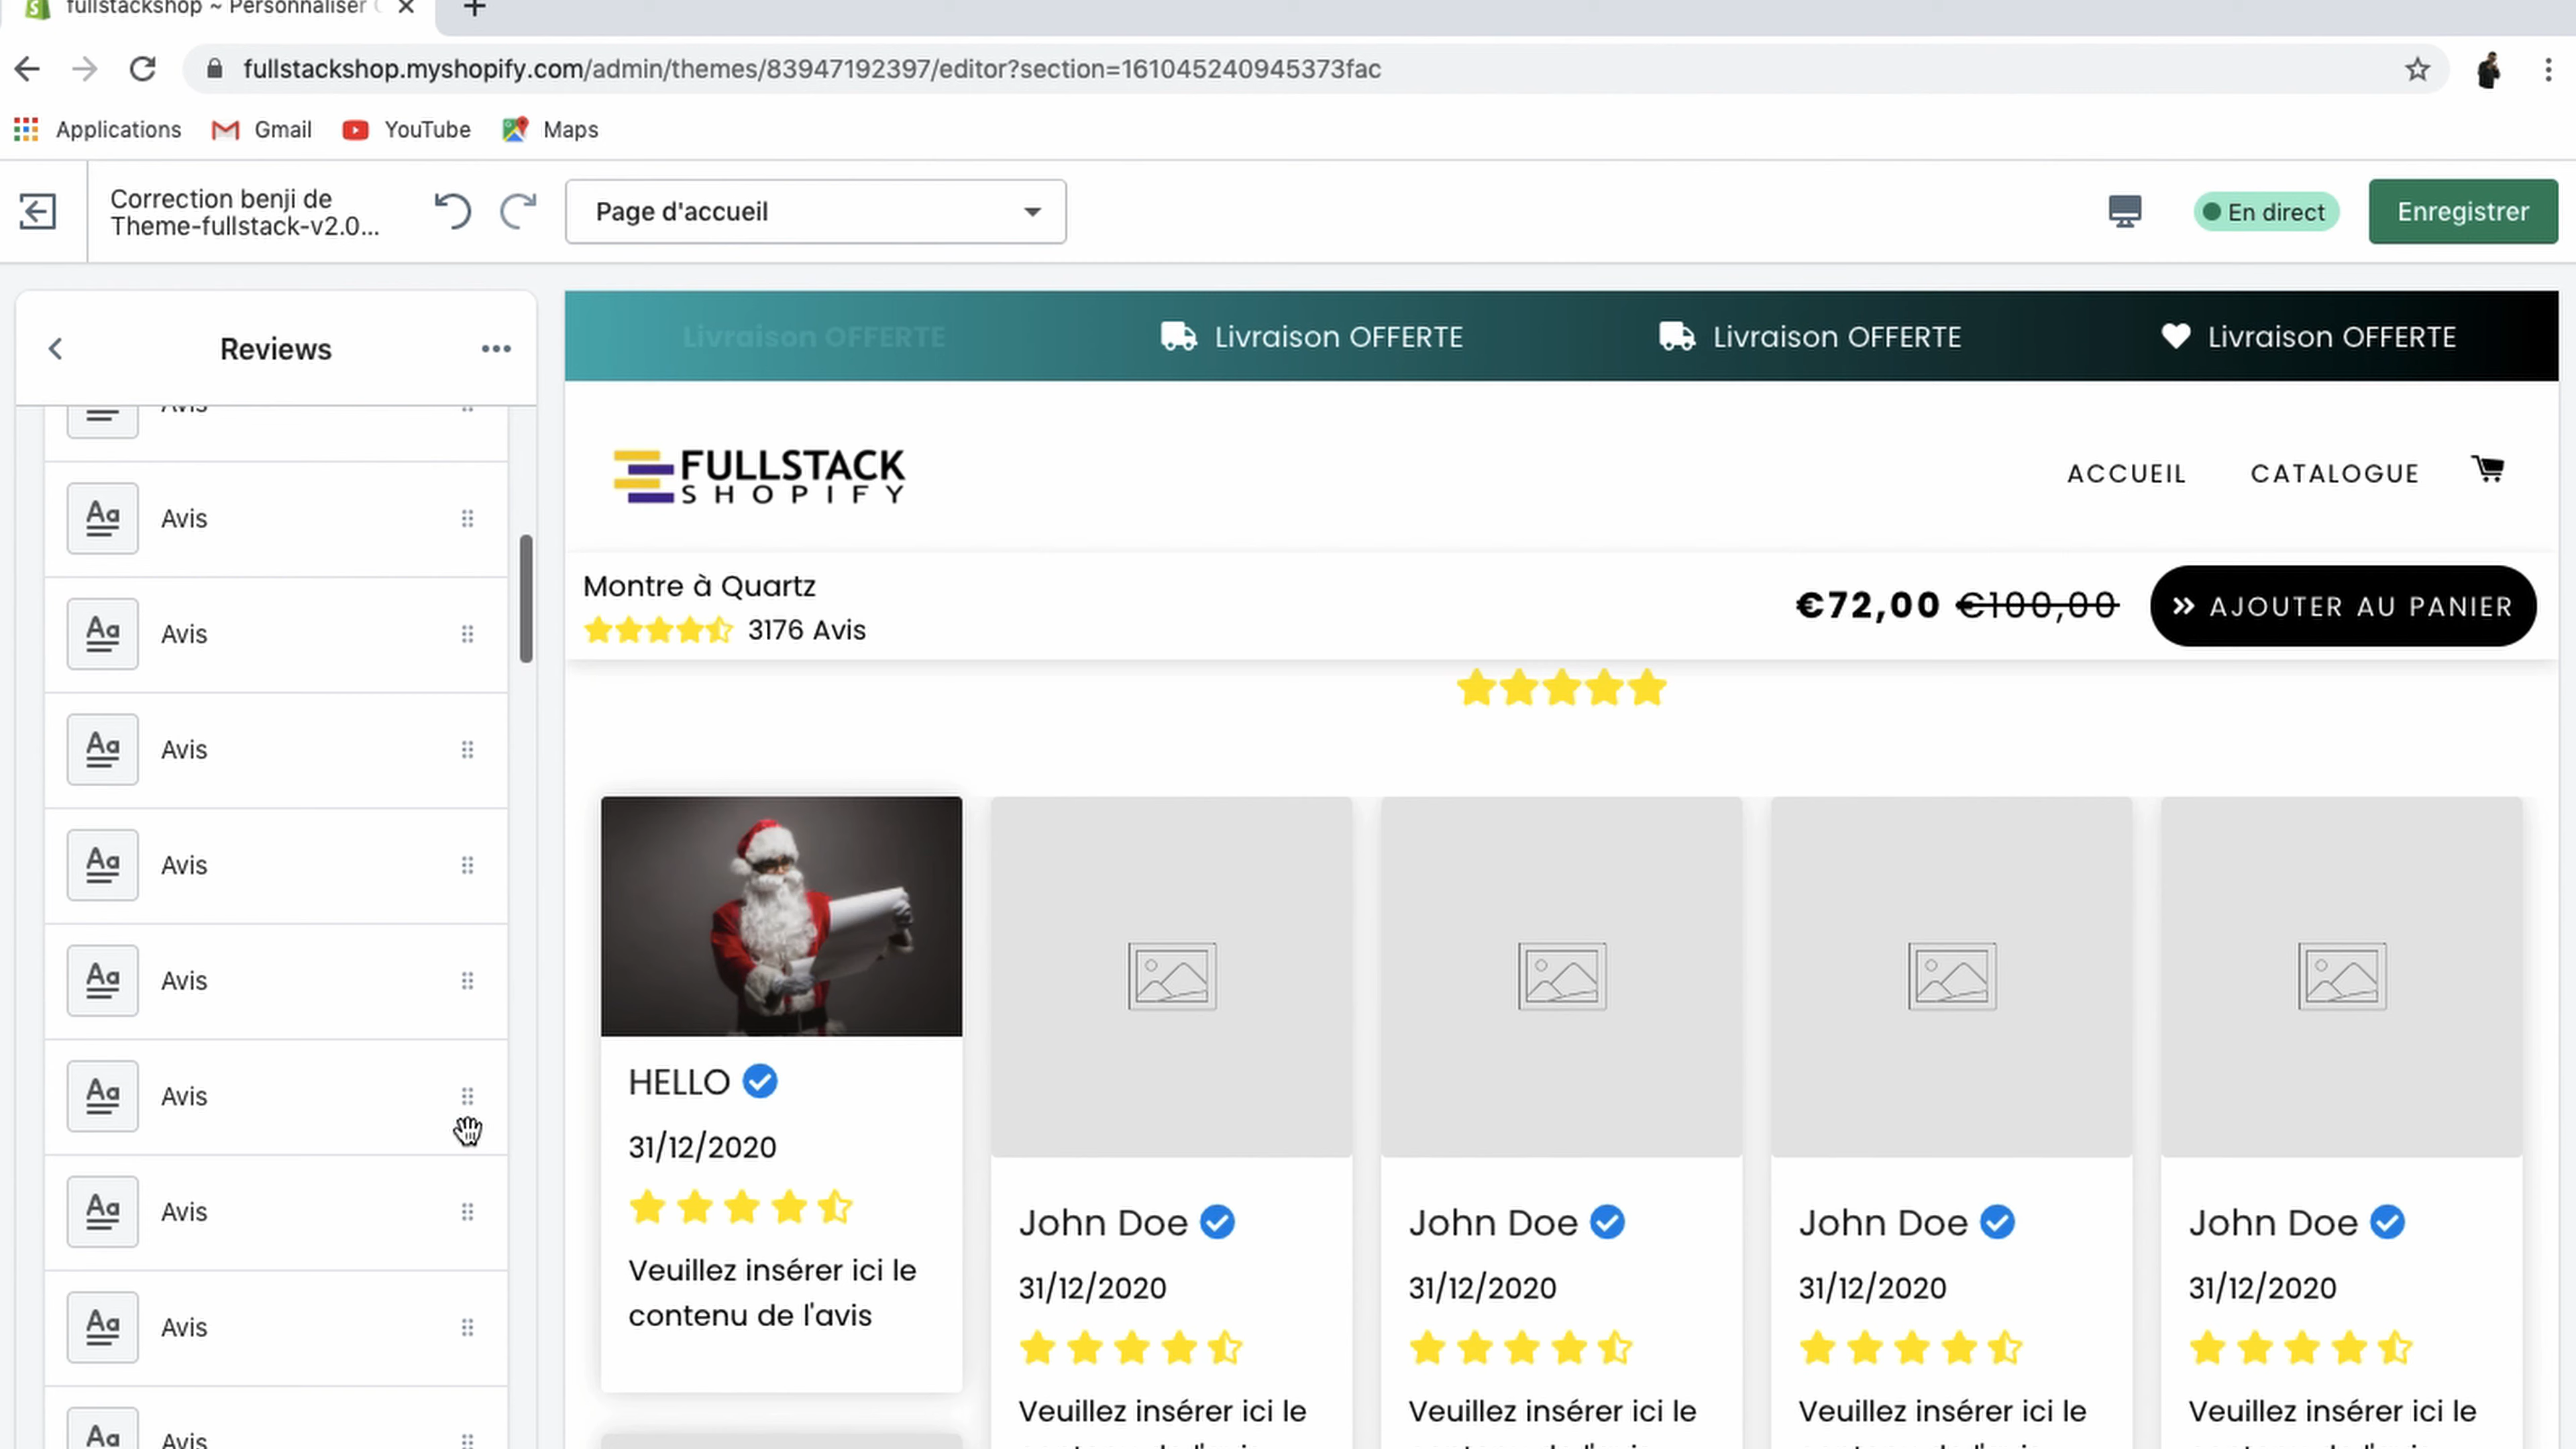 fullstackshop ~ Personnaliser
fullstackshop.myshopify.com/admin/themes/83947192397/editor?section=161045240945373fac
Applications Gmail YouTube Maps
Correction benji de
Theme-fullstack-v2.0...
Page d'accueil
En direct
Enregistrer
Reviews
Avis
Avis
Avis
Avis
Avis
Avis
Avis
Avis
Avis
Avis
Livraison OFFERTE Livraison OFFERTE Livraison OFFERTE Livraison OFFERTE
FULLSTACK
SHOPIFY
ACCUEIL CATALOGUE
Montre à Quartz
3176 Avis
€72,00 €100,00
AJOUTER AU PANIER
HELLO
31/12/2020
Veuillez insérer ici le
contenu de l'avis
John Doe
31/12/2020
Veuillez insérer ici le
John Doe
31/12/2020
Veuillez insérer ici le
John Doe
31/12/2020
Veuillez insérer ici le
John Doe
31/12/2020
Veuillez insérer ici le